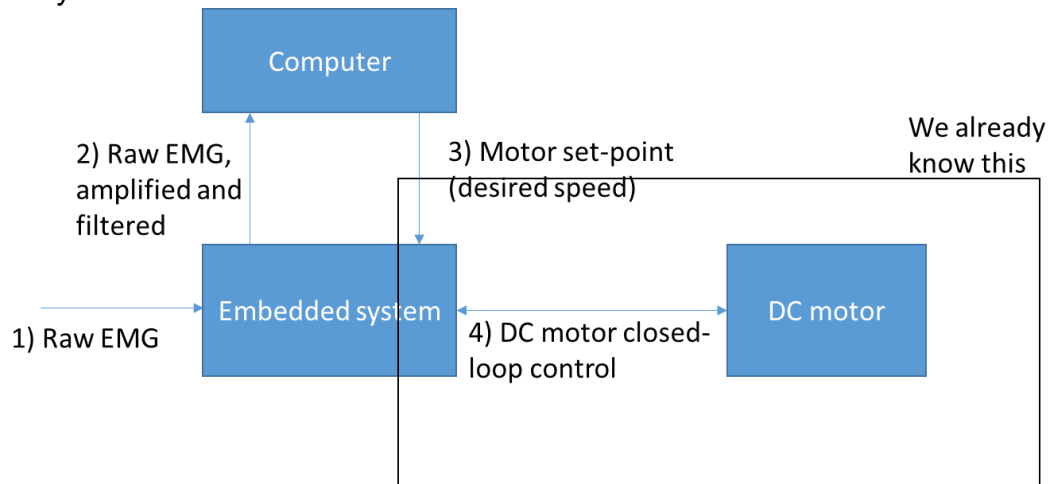 Computer
We already
know this
2) Raw EMG,
amplified and
filtered
3) Motor set-point
(desired speed)
Embedded system
DC motor
1) Raw EMG
4) DC motor closed-
loop control